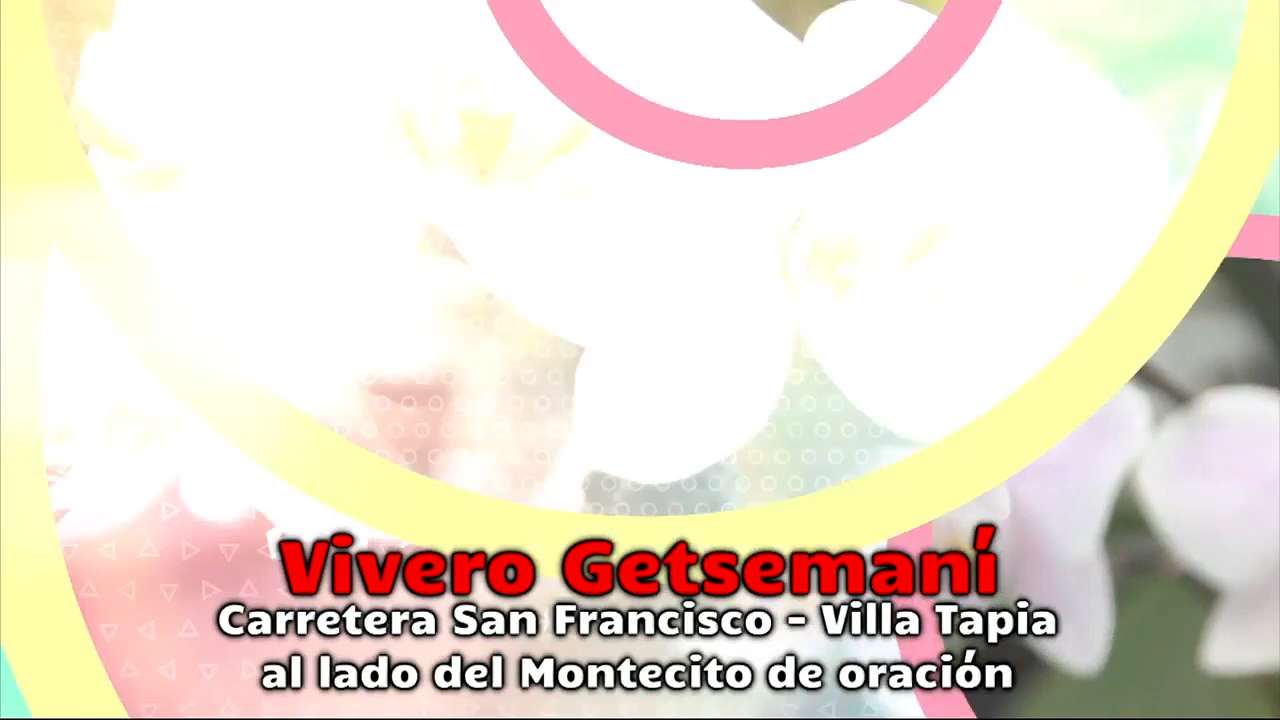 Vivero Getsemaní
Carretera San Francisco - Villa Tapia
al lado del Montecito de oración